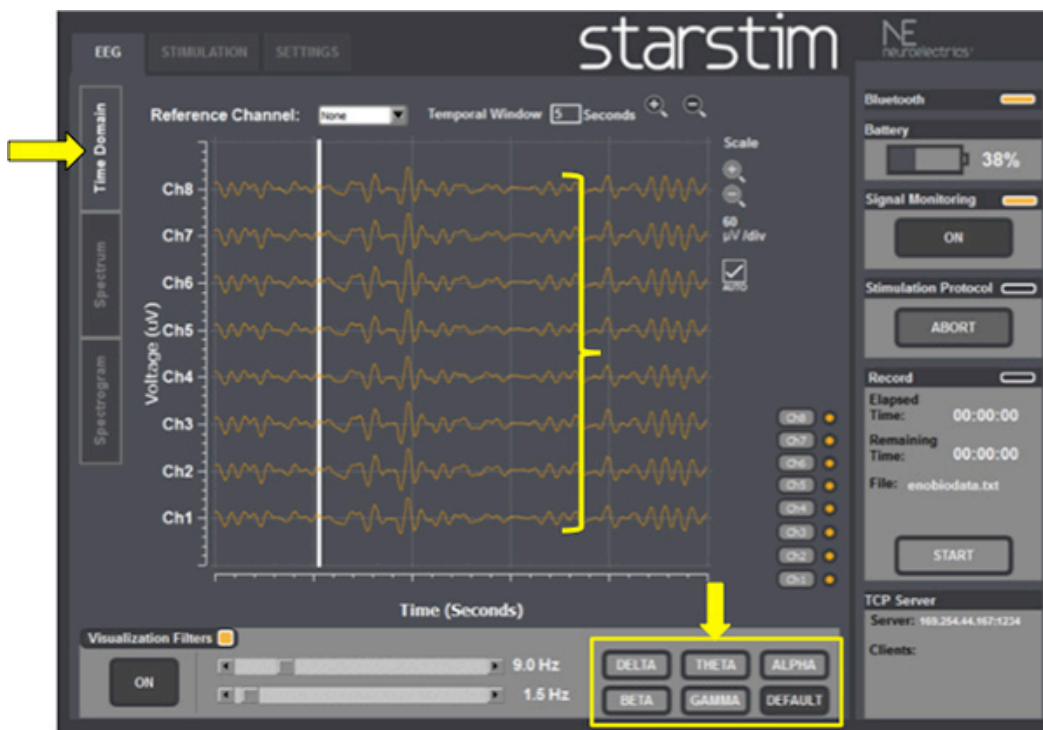 starstim
NE
neuroelectrics
EEG
STIMULATION
SETTINGS
Time Domain
Spectrum
Spectrogram
Reference Channel: None
Temporal Window 5 Seconds
Scale
60
µV /div
AUTO
Voltage (uV)
Ch8
Ch7
Ch6
Ch5
Ch4
Ch3
Ch2
Ch1
Time (Seconds)
Ch8
Ch7
Ch6
Ch5
Ch4
Ch3
Ch2
Ch1
Visualization Filters
ON
9.0 Hz
1.5 Hz
DELTA THETA ALPHA
BETA GAMMA DEFAULT
Bluetooth
Battery
38%
Signal Monitoring
ON
Stimulation Protocol
ABORT
Record
Elapsed
Time: 00:00:00
Remaining
Time: 00:00:00
File: enobiodata.txt
START
TCP Server
Server: 169.254.44.167:1234
Clients: